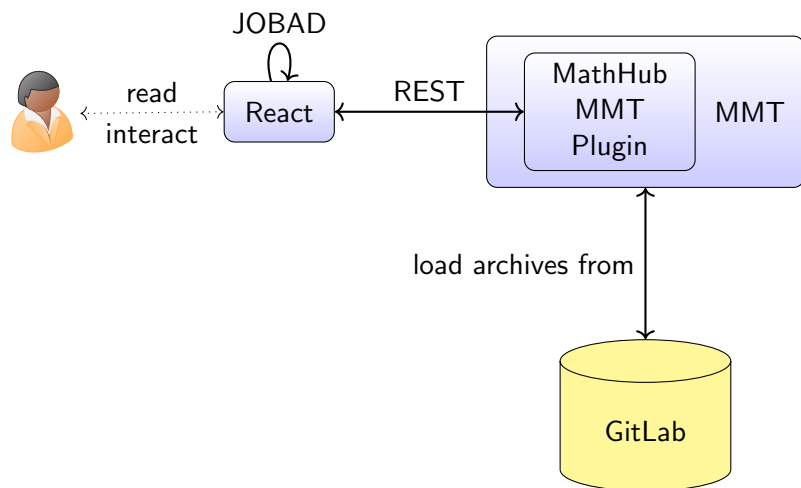 JOBAD
read
interact
React
REST
MathHub
MMT
Plugin
MMT
load archives from
GitLab